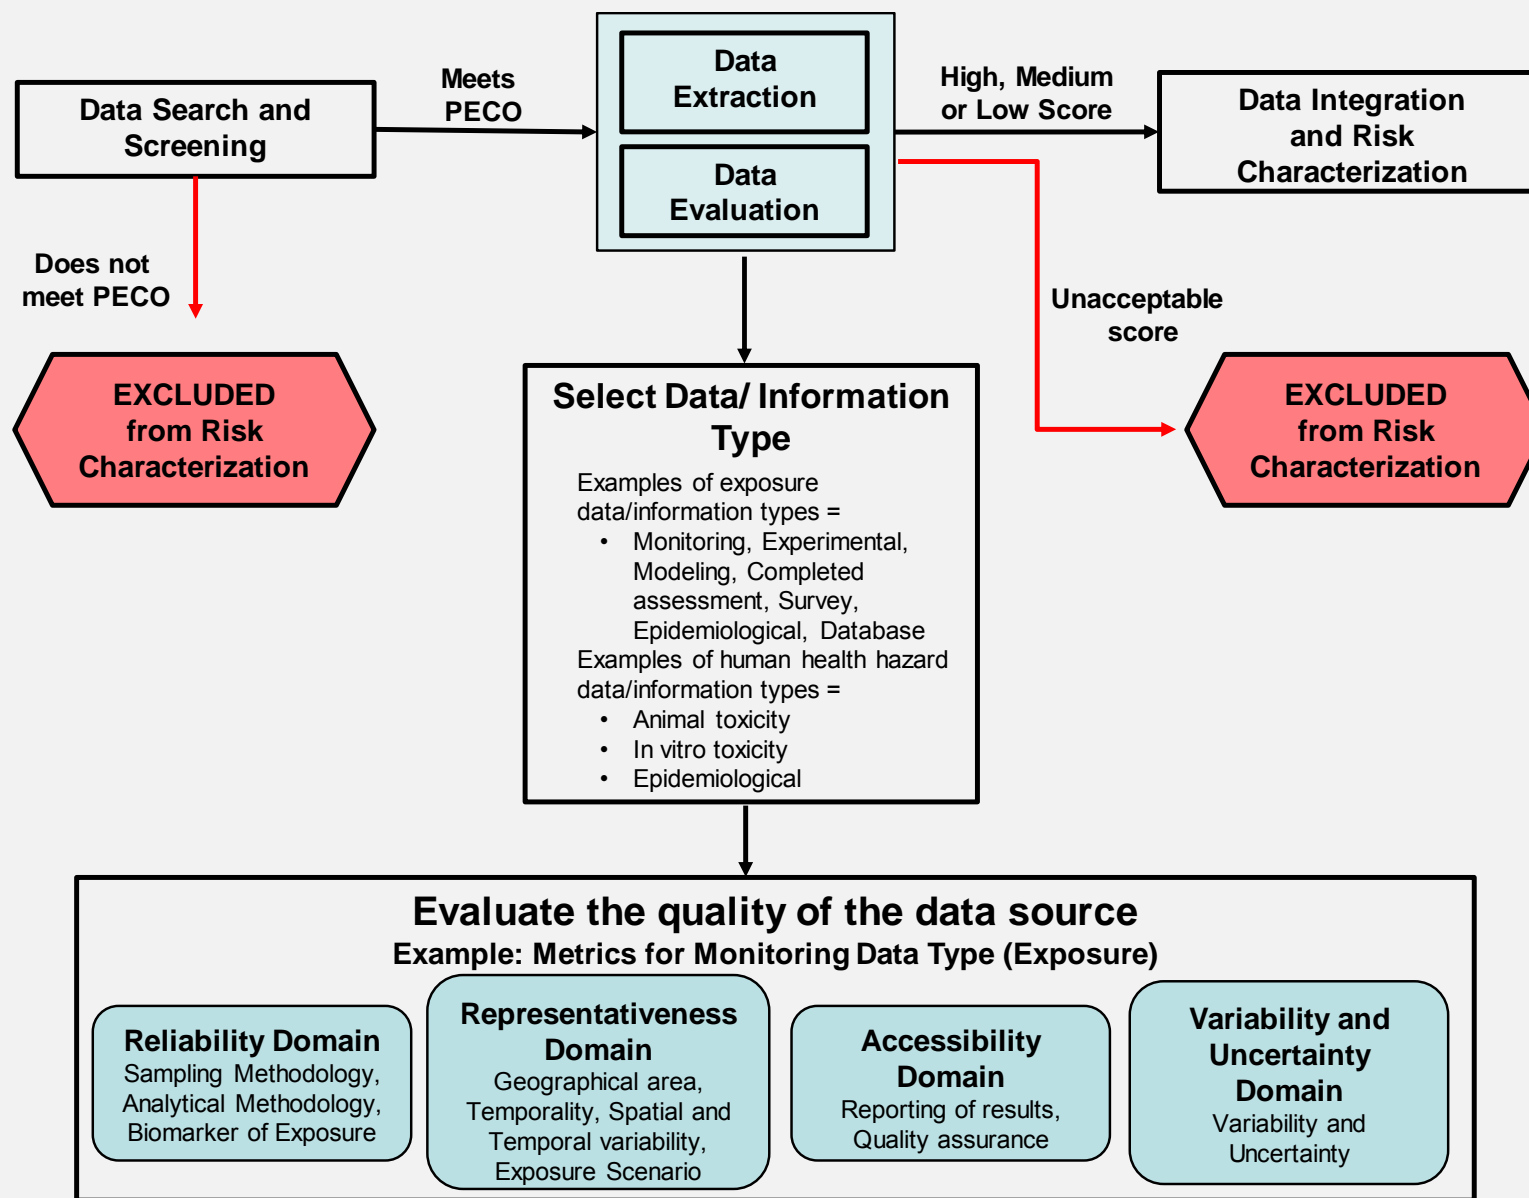 Data Search and
Screening
Meets
PECO
Data
Extraction
Data
Evaluation
High, Medium
or Low Score
Data Integration
and Risk
Characterization
Does not
meet PECO
EXCLUDED
from Risk
Characterization
Unacceptable
score
EXCLUDED
from Risk
Characterization
Select Data/ Information
Type
Examples of exposure
data/information types =
• Monitoring, Experimental,
Modeling, Completed
assessment, Survey,
Epidemiological, Database
Examples of human health hazard
data/information types =
• Animal toxicity
• In vitro toxicity
• Epidemiological
Evaluate the quality of the data source
Example: Metrics for Monitoring Data Type (Exposure)
Reliability Domain
Sampling Methodology,
Analytical Methodology,
Biomarker of Exposure
Representativeness
Domain
Geographical area,
Temporality, Spatial and
Temporal variability,
Exposure Scenario
Accessibility
Domain
Reporting of results,
Quality assurance
Variability and
Uncertainty
Domain
Variability and
Uncertainty